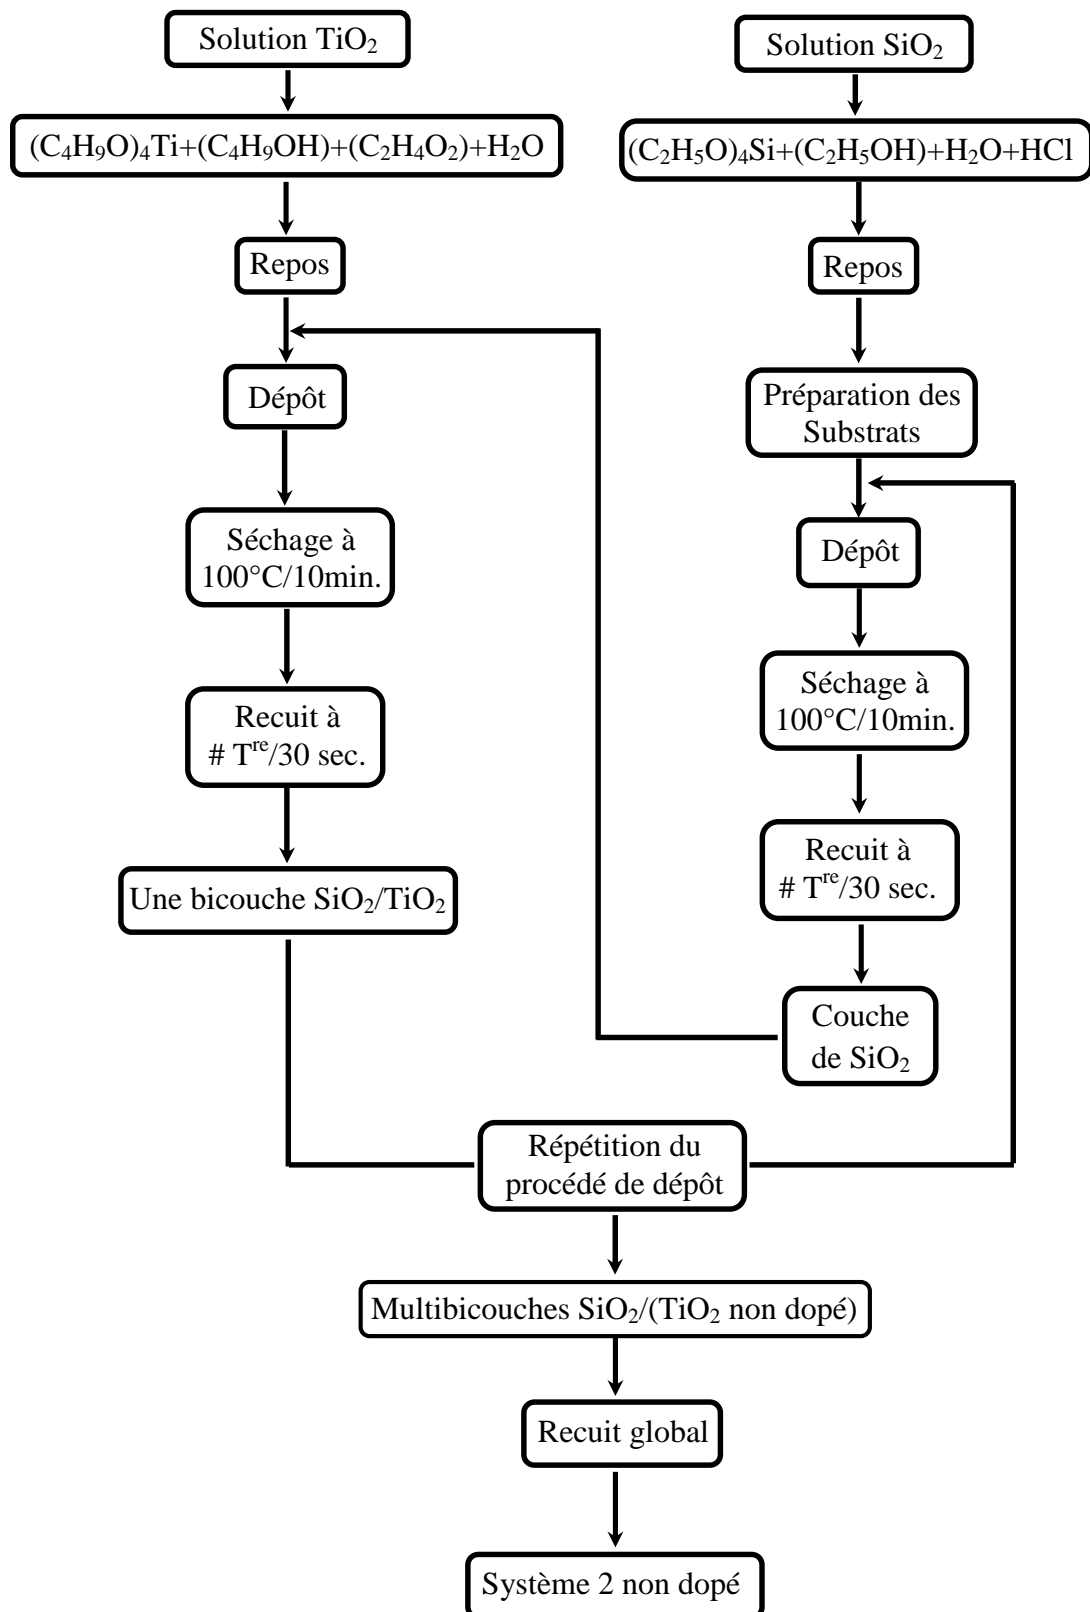 Solution TiO₂
(C₄H₉O)₄Ti+(C₄H₉OH)+(C₂H₄O₂)+H₂O
Repos
Dépôt
Séchage à
100°C/10min.
Recuit à
# Tʳᵉ/30 sec.
Une bicouche SiO₂/TiO₂
Solution SiO₂
(C₂H₅O)₄Si+(C₂H₅OH)+H₂O+HCl
Repos
Préparation des
Substrats
Dépôt
Séchage à
100°C/10min.
Recuit à
# Tʳᵉ/30 sec.
Couche
de SiO₂
Répétition du
procédé de dépôt
Multibicouches SiO₂/(TiO₂ non dopé)
Recuit global
Système 2 non dopé